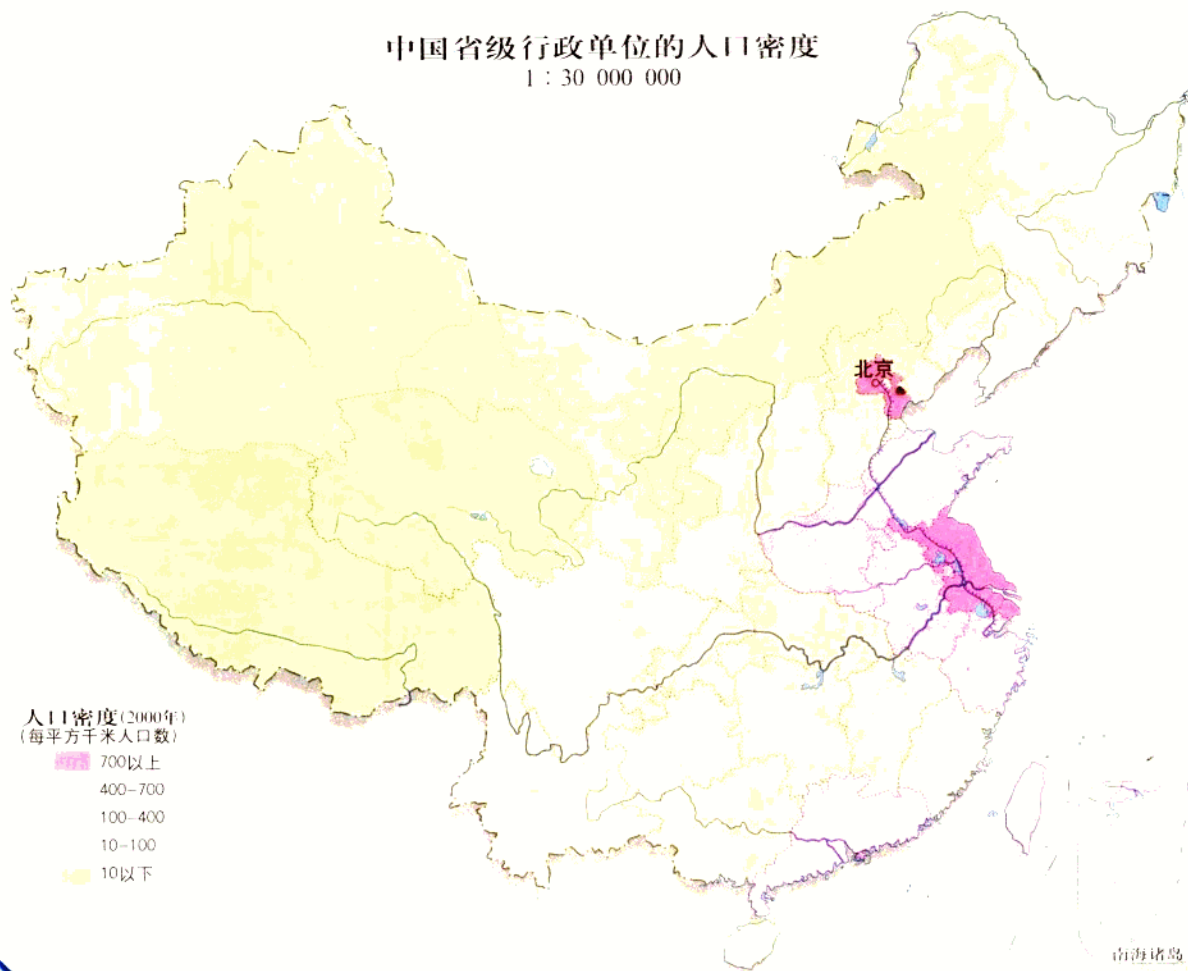 中国省级行政单位的人口密度
1：30 000 000
北京
人口密度(2000年)
(每平方千米人口数)
700以上
400-700
100-400
10-100
10以下
南海诸岛